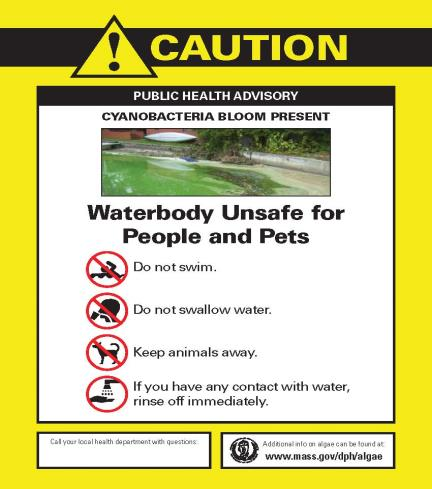 CAUTION
PUBLIC HEALTH ADVISORY
CYANOBACTERIA BLOOM PRESENT
Waterbody Unsafe for
People and Pets
Do not swim.
Do not swallow water.
Keep animals away.
If you have any contact with water,
rinse off immediately.
Call your local health department with questions:
Additional info on algae can be found at:
www.mass.gov/dph/algae